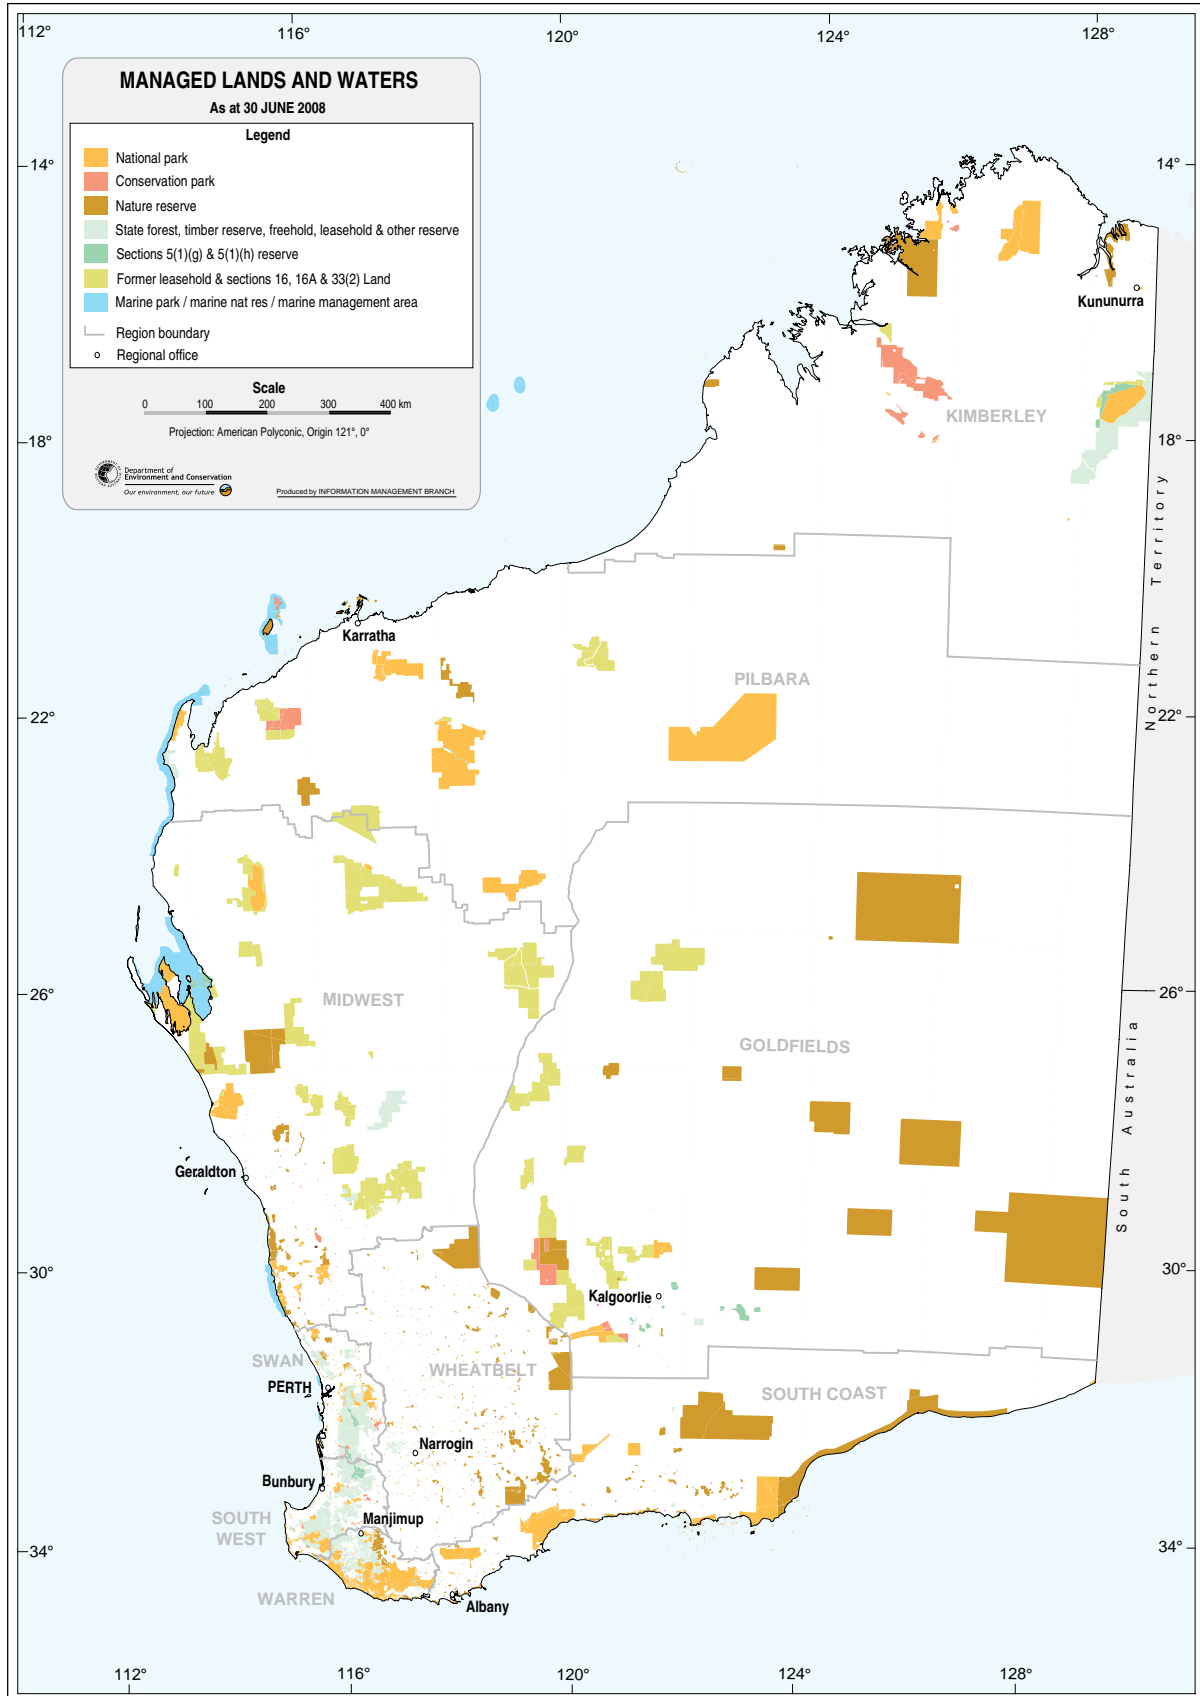 112°
116°
120°
124°
128°
MANAGED LANDS AND WATERS
As at 30 JUNE 2008
Legend
National park
Conservation park
Nature reserve
State forest, timber reserve, freehold, leasehold & other reserve
Sections 5(1)(g) & 5(1)(h) reserve
Former leasehold & sections 16, 16A & 33(2) Land
Marine park / marine nat res / marine management area
Region boundary
Regional office
Scale
0 100 200 300 400 km
Projection: American Polyconic, Origin 121°, 0°
Department of
Environment and Conservation
Our environment, our future
Produced by INFORMATION MANAGEMENT BRANCH
14°
14°
Kununurra
KIMBERLEY
18°
18°
Northern Territory
Karratha
PILBARA
22°
22°
26°
26°
MIDWEST
GOLDFIELDS
South Australia
Geraldton
30°
30°
Kalgoorlie
SWAN
WHEATBELT
PERTH
SOUTH COAST
Narrogin
Bunbury
SOUTH
WEST
Manjimup
34°
34°
WARREN
Albany
112°
116°
120°
124°
128°